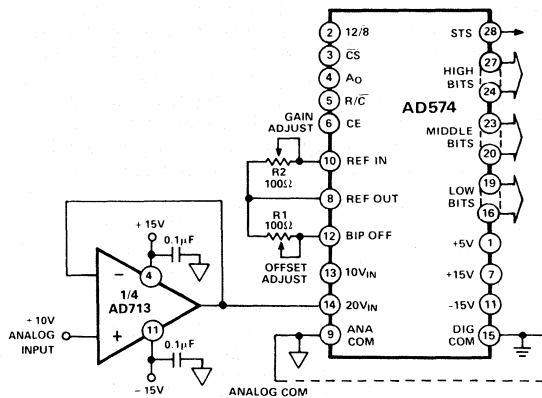 2 12/8
3 CS
4 AO
5 R/C
6 CE
GAIN ADJUST
R2
100Ω
10 REF IN
8 REF OUT
R1
100Ω
12 BIP OFF
OFFSET ADJUST
13 10VIN
14 20VIN
9 ANA COM
AD574
STS 28
27
HIGH BITS
24
23
MIDDLE BITS
20
19
LOW BITS
16
+5V 1
+15V 7
-15V 11
DIG COM 15
+15V
0.1μF
4
−
1/4
AD713
+
11
0.1μF
−15V
+10V
ANALOG
INPUT
ANALOG COM